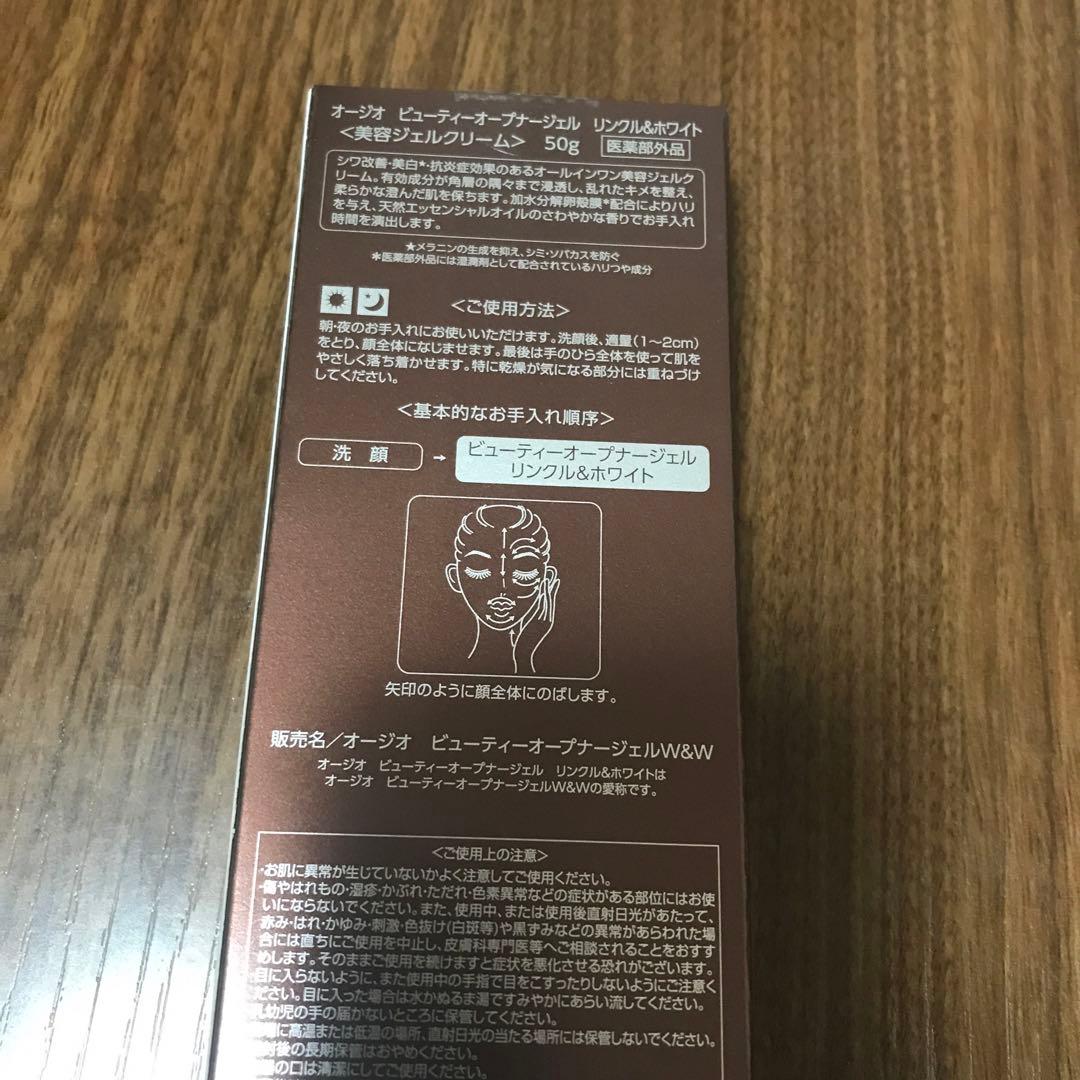 オージオ　ビューティーオープナージェル　リンクル&ホワイト
＜美容ジェルクリーム＞　50g　医薬部外品
シワ改善・美白*・抗炎症効果のあるオールインワン美容ジェルク
リーム。有効成分が角層の隅々まで浸透し、乱れたキメを整え、
柔らかな澄んだ肌を保ちます。加水分解卵殻膜*配合によりハリ
を与え、天然エッセンシャルオイルのさわやかな香りでお手入れ
時間を演出します。
★メラニンの生成を抑え、シミ・ソバカスを防ぐ
*医薬部外品には湿潤剤として配合されているハリつや成分
＜ご使用方法＞
朝・夜のお手入れにお使いいただけます。洗顔後、適量（1〜2cm）
をとり、顔全体になじませます。最後は手のひら全体を使って肌を
やさしく落ち着かせます。特に乾燥が気になる部分には重ねづけ
してください。
＜基本的なお手入れ順序＞
洗 顔 → ビューティーオープナージェル
リンクル&ホワイト
矢印のように顔全体にのばします。
販売名／オージオ　ビューティーオープナージェルW&W
オージオ　ビューティーオープナージェル　リンクル&ホワイトは
オージオ　ビューティーオープナージェルW&Wの愛称です。
＜ご使用上の注意＞
・お肌に異常が生じていないかよく注意してご使用ください。
・傷やはれもの・湿疹・かぶれ・ただれ・色素異常などの症状がある部位にはお使
いにならないでください。また、使用中、または使用後直射日光があたって、
赤み・はれ・かゆみ・刺激・色抜け（白斑等）や黒ずみなどの異常があらわれた場
合には直ちにご使用を中止し、皮膚科専門医等へご相談されることをおすす
めします。そのままご使用を続けますと症状を悪化させる恐れがございます。
目に入らないように、また使用中の手指で目をこすったりしないようにご注意く
ださい。目に入った場合は水かぬるま湯ですみやかにあらい流してください。
乳幼児の手の届かないところに保管してください。
に高温または低温の場所、直射日光の当たる場所には保管しないでください。
封後の長期保管はおやめください。
の口は清潔にしてご使用ください。